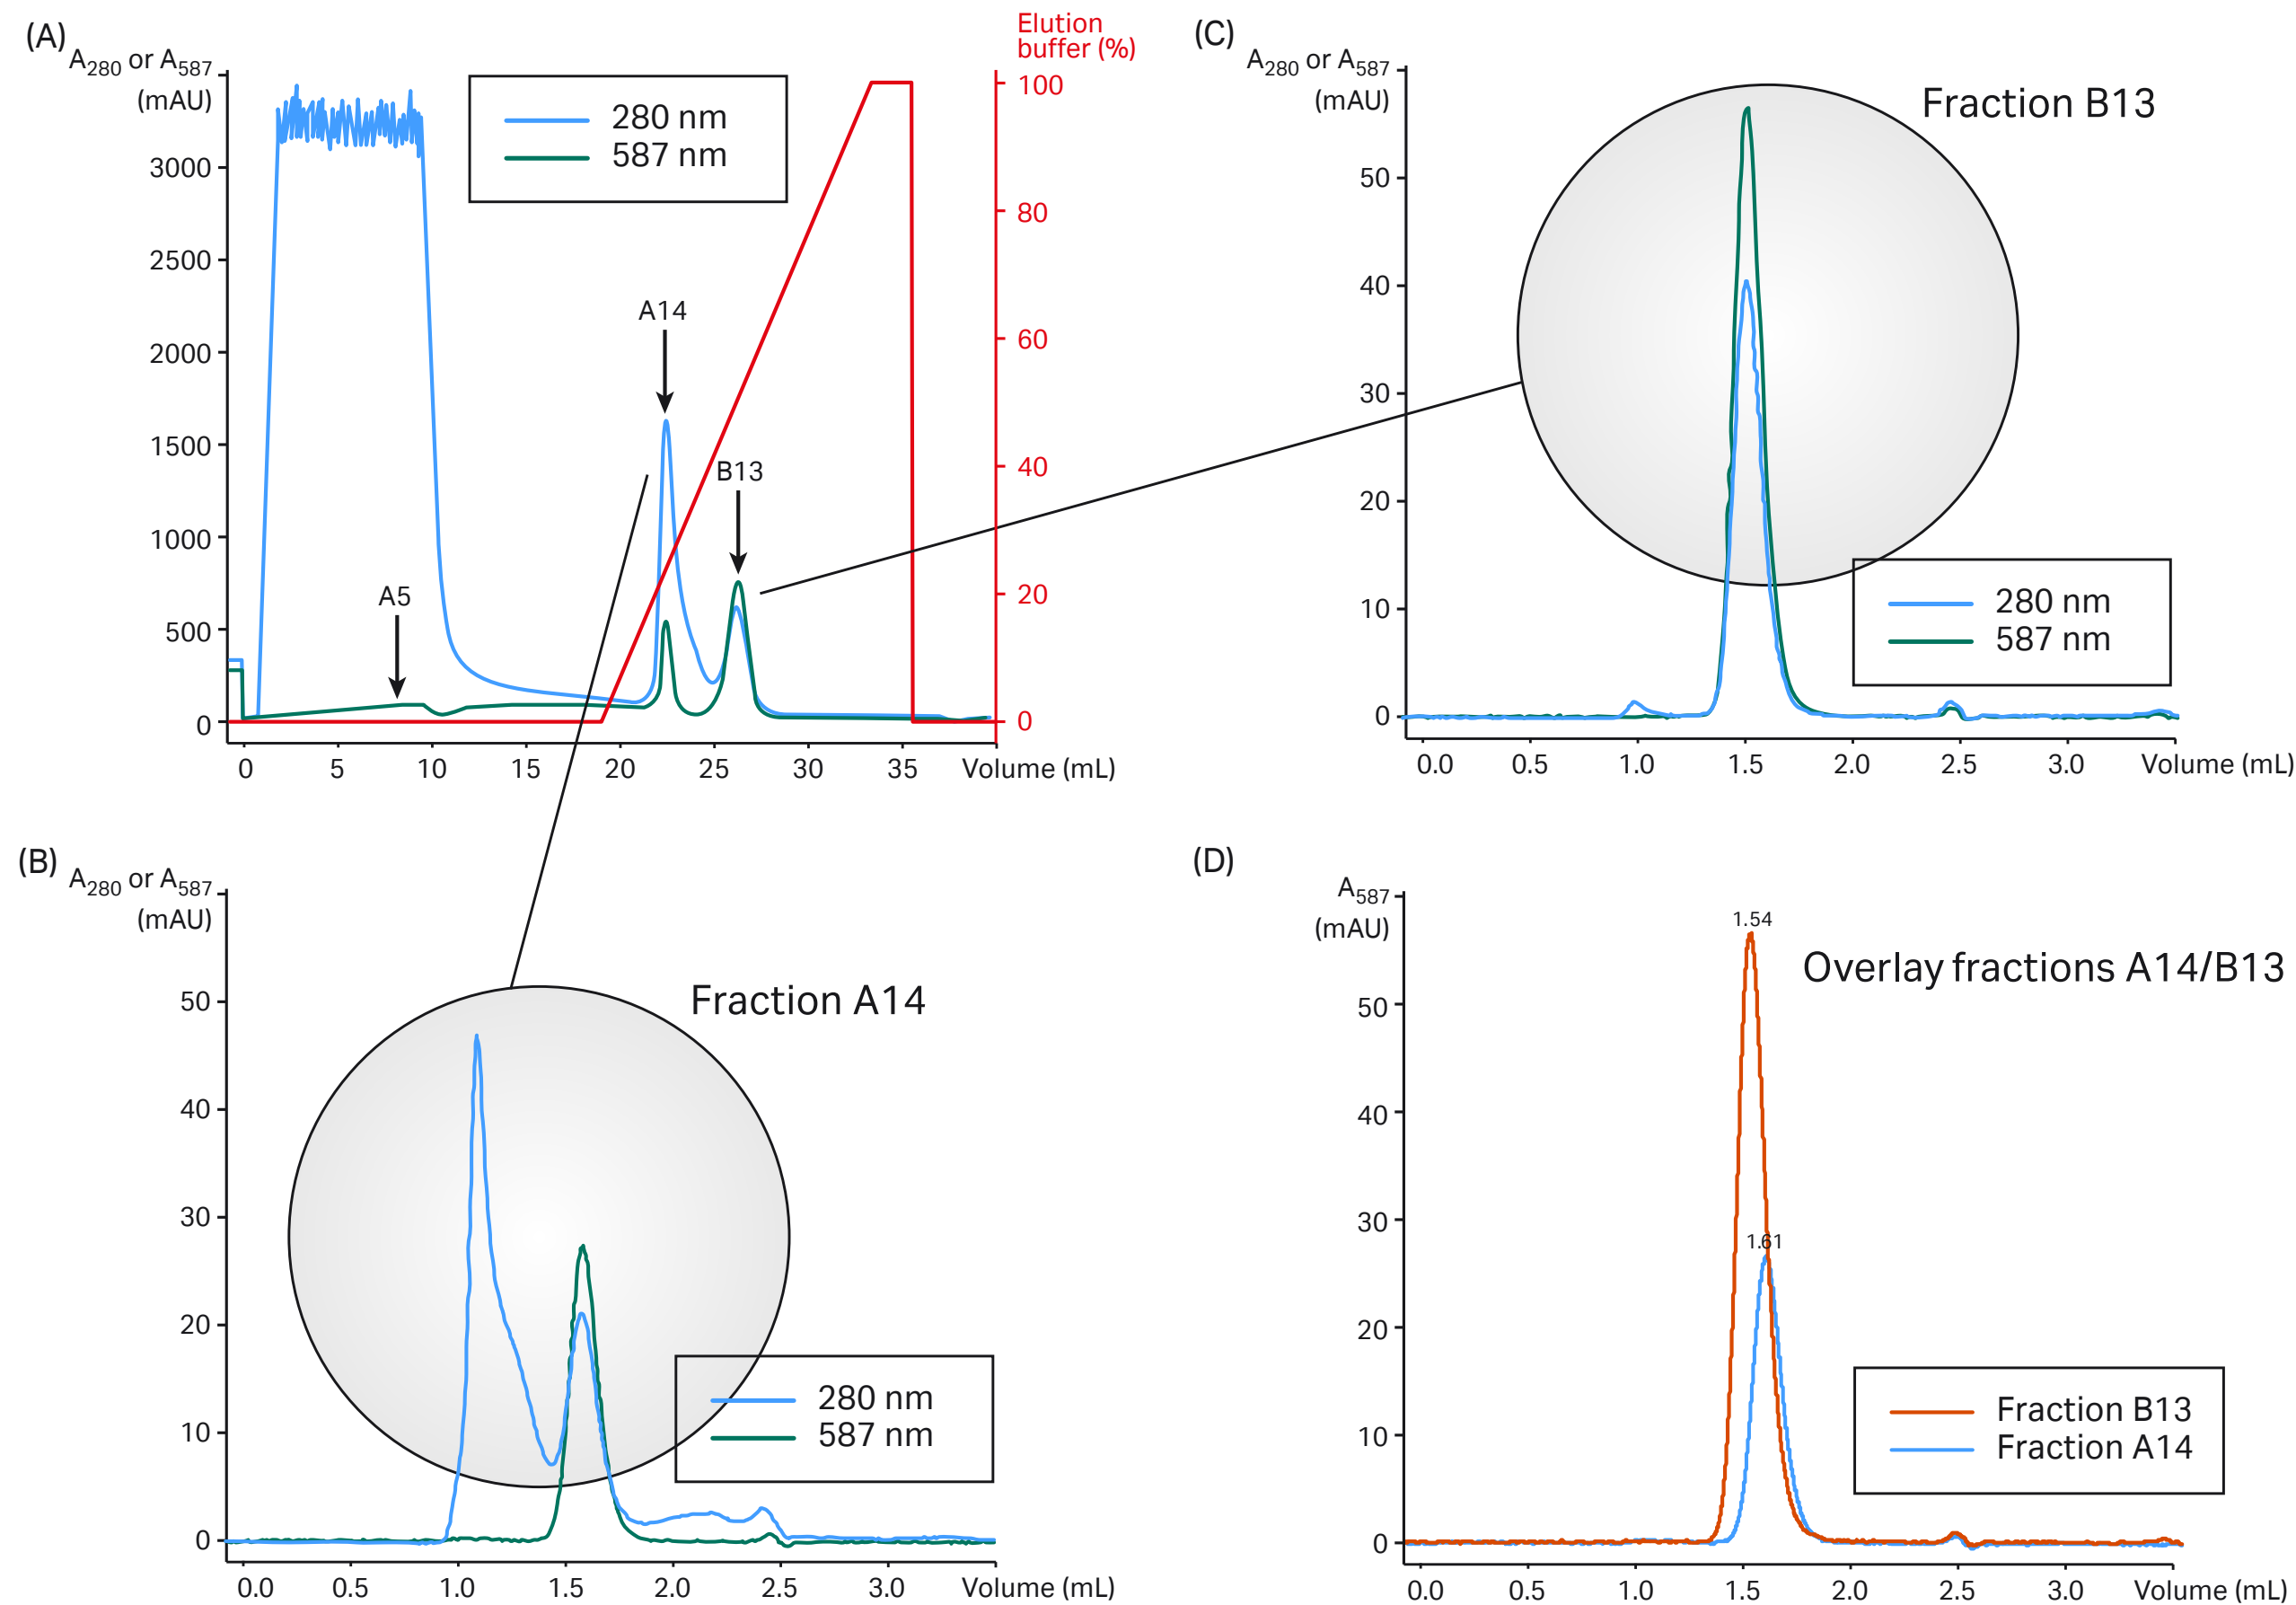 (A)
A280 or A587
(mAU)
3000
2500
2000
1500
1000
500
0
280 nm
587 nm
A5
A14
B13
Elution
buffer (%)
100
80
60
40
20
0
0 5 10 15 20 25 30 35 Volume (mL)
(C)
A280 or A587
(mAU)
Fraction B13
50
40
30
20
10
0
280 nm
587 nm
0.0 0.5 1.0 1.5 2.0 2.5 3.0 Volume (mL)
(B)
A280 or A587
(mAU)
Fraction A14
50
40
30
20
10
0
280 nm
587 nm
0.0 0.5 1.0 1.5 2.0 2.5 3.0 Volume (mL)
(D)
A587
(mAU)
1.54
Overlay fractions A14/B13
50
40
30
20
10
0
1.61
Fraction B13
Fraction A14
0.0 0.5 1.0 1.5 2.0 2.5 3.0 Volume (mL)